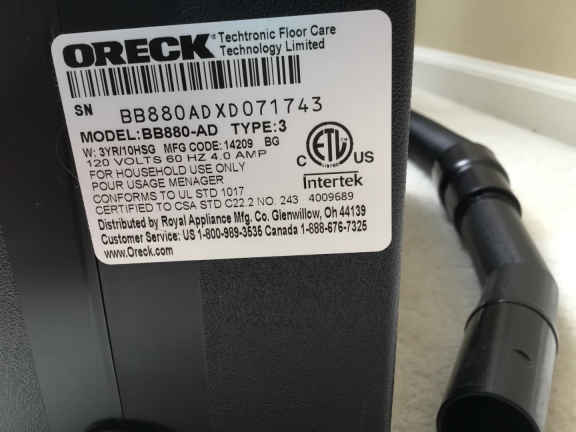 ORECK™ Techtronic Floor Care
Technology Limited
SN BB880ADXD071743
MODEL:BB880-AD TYPE:3
W: 3YR/10HSG MFG CODE: 14209 BG
120 VOLTS 60 HZ 4.0 AMP
FOR HOUSEHOLD USE ONLY
POUR USAGE MENAGER
CONFORMS TO UL STD 1017
CERTIFIED TO CSA STD C22.2 NO. 243 4009689
C ETL US
Intertek
Distributed by Royal Appliance Mfg. Co. Glenwillow, Oh 44139
Customer Service: US 1-800-989-3535 Canada 1-888-676-7325
www.Oreck.com